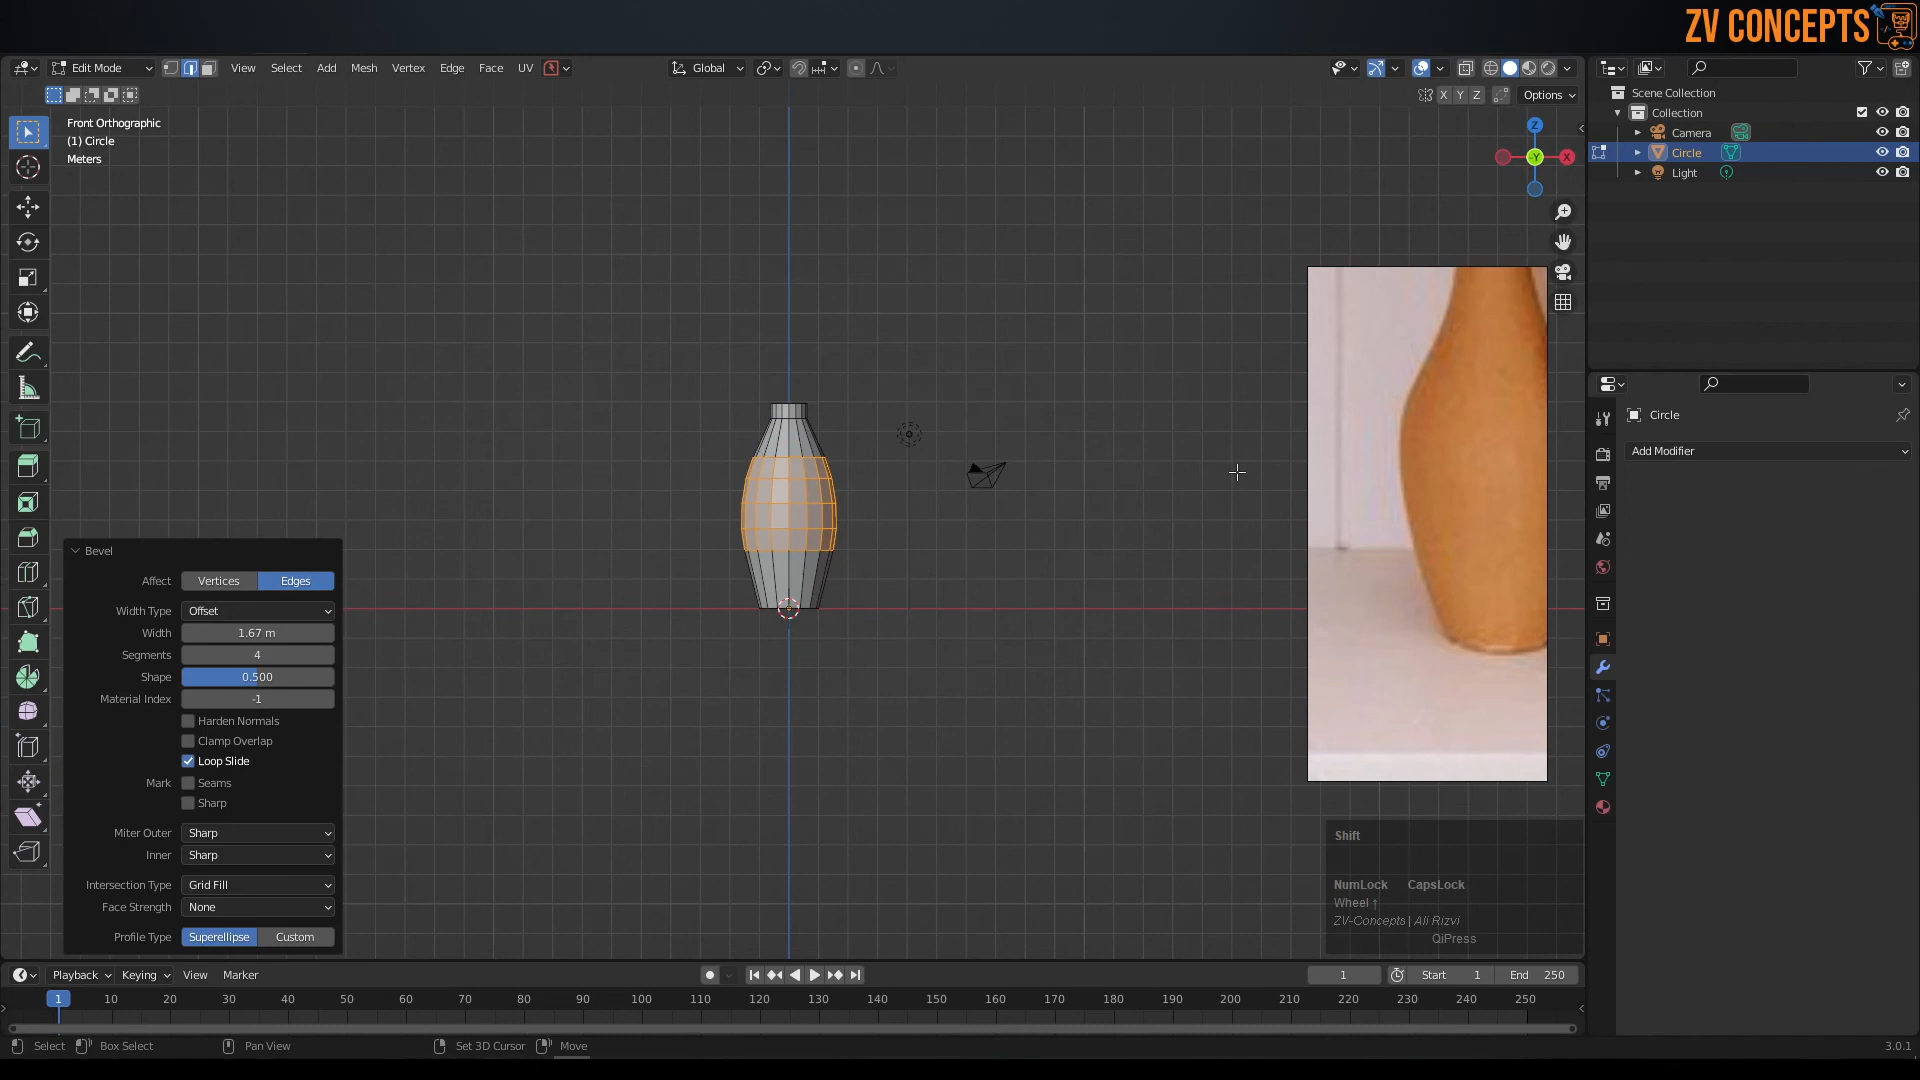 ZV CONCEPTS
Edit Mode View Select Add Mesh Vertex Edge Face UV Global
X Y Z Options
Front Orthographic
(1) Circle
Meters
Z
-Y
X
Scene Collection
Collection
Camera
Circle
Light
Circle
Add Modifier
Bevel
Affect Vertices Edges
Width Type Offset
Width 1.67 m
Segments 4
Shape 0.500
Material Index -1
Harden Normals
Clamp Overlap
Loop Slide
Mark Seams
Sharp
Miter Outer Sharp
Inner Sharp
Intersection Type Grid Fill
Face Strength None
Profile Type Superellipse Custom
Shift
NumLock CapsLock
Wheel ↑
ZV-Concepts | Ali Rizvi
QiPress
Playback Keying View Marker 1 Start 1 End 250
1 10 20 30 40 50 60 70 80 90 100 110 120 130 140 150 160 170 180 190 200 210 220 230 240 250
Select Box Select Pan View Set 3D Cursor Move 3.0.1